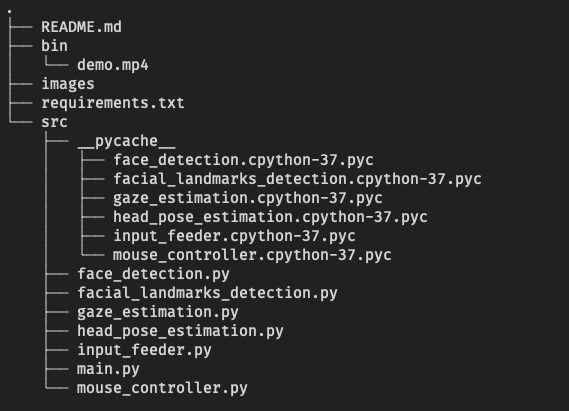 .
├── README.md
├── bin
│   └── demo.mp4
├── images
├── requirements.txt
└── src
    ├── __pycache__
    │   ├── face_detection.cpython-37.pyc
    │   ├── facial_landmarks_detection.cpython-37.pyc
    │   ├── gaze_estimation.cpython-37.pyc
    │   ├── head_pose_estimation.cpython-37.pyc
    │   ├── input_feeder.cpython-37.pyc
    │   └── mouse_controller.cpython-37.pyc
    ├── face_detection.py
    ├── facial_landmarks_detection.py
    ├── gaze_estimation.py
    ├── head_pose_estimation.py
    ├── input_feeder.py
    ├── main.py
    └── mouse_controller.py